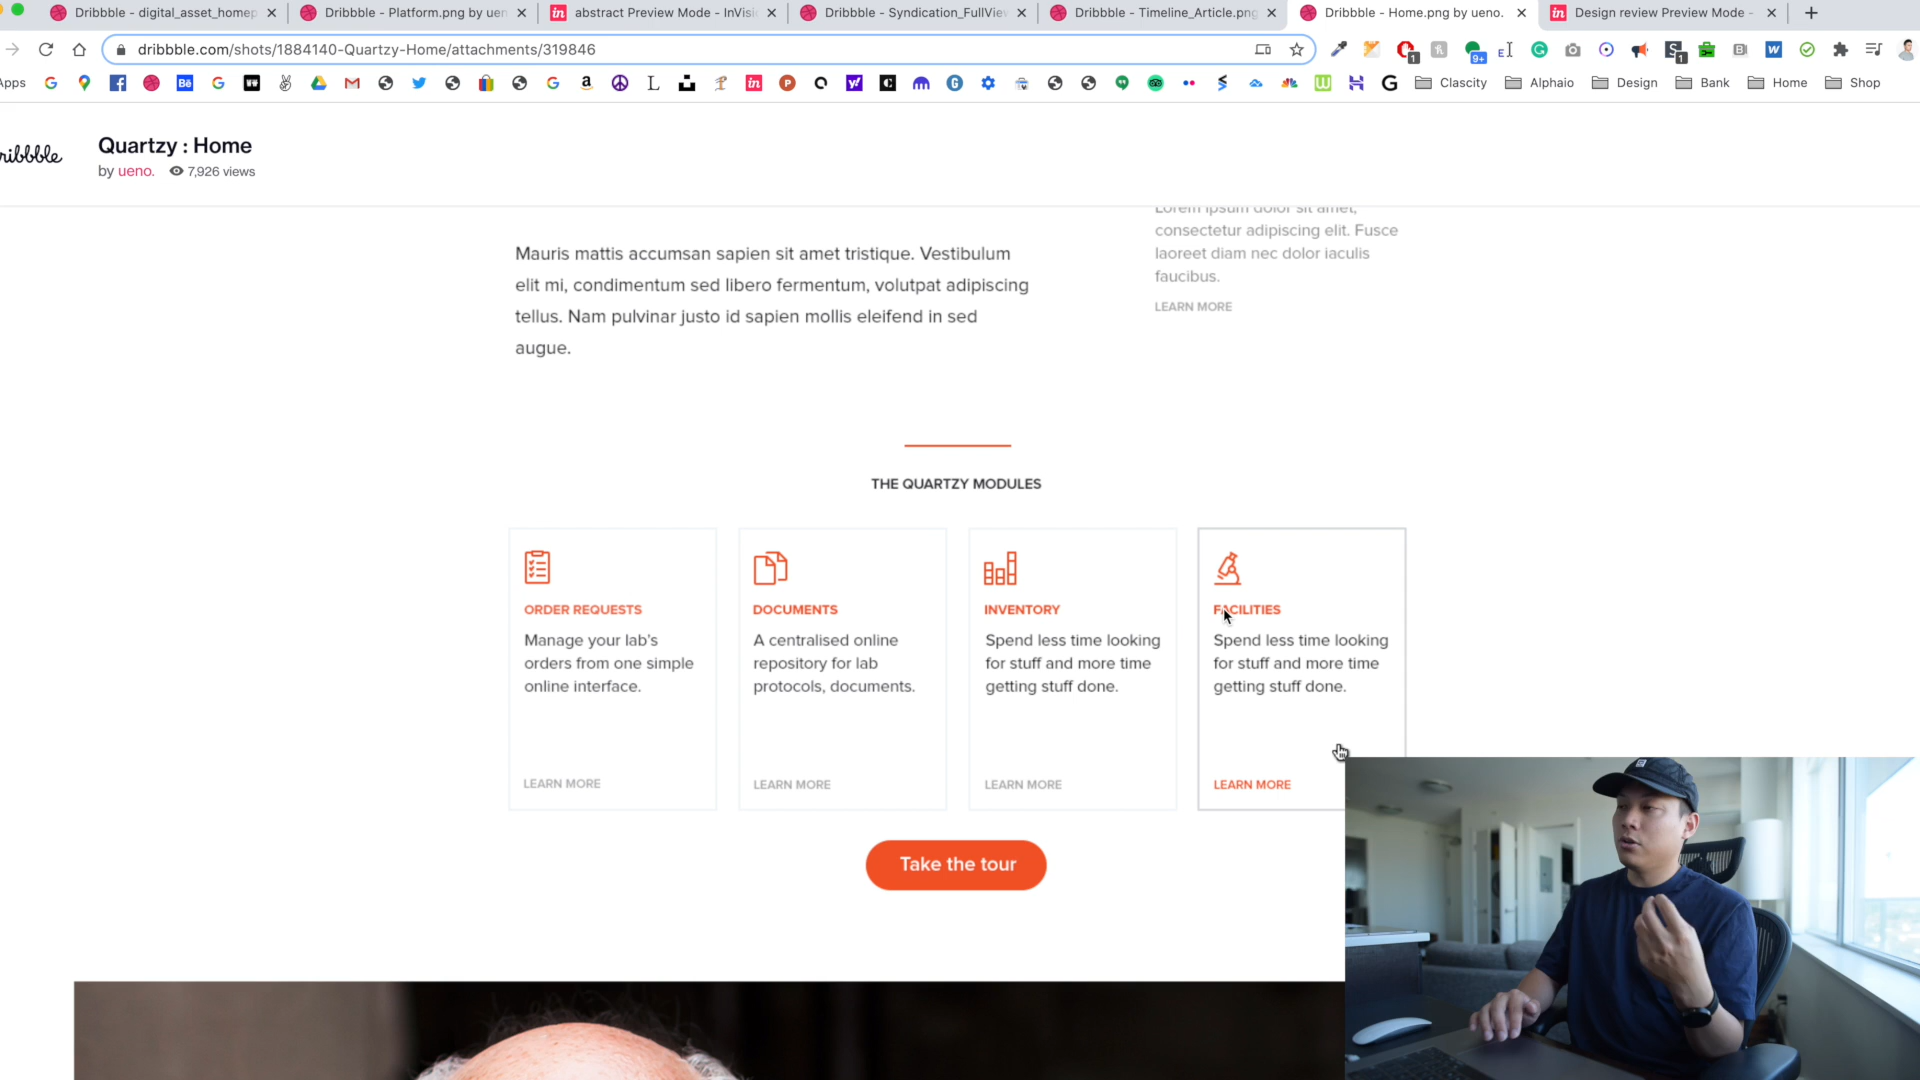 Dribbble - digital_asset_homep
Dribbble - Platform.png by uen
abstract Preview Mode - InVisi
Dribbble - Syndication_FullView
Dribbble - Timeline_Article.png
Dribbble - Home.png by ueno.
Design review Preview Mode -
dribbble.com/shots/1884140-Quartzy-Home/attachments/319846
Apps
Clascity
Alphaio
Design
Bank
Home
Shop
Quartzy : Home
by ueno. 7,926 views
Lorem ipsum dolor sit amet,
consectetur adipiscing elit. Fusce
laoreet diam nec dolor iaculis
faucibus.
LEARN MORE
Mauris mattis accumsan sapien sit amet tristique. Vestibulum
elit mi, condimentum sed libero fermentum, volutpat adipiscing
tellus. Nam pulvinar justo id sapien mollis eleifend in sed
augue.
THE QUARTZY MODULES
ORDER REQUESTS
Manage your lab's
orders from one simple
online interface.
LEARN MORE
DOCUMENTS
A centralised online
repository for lab
protocols, documents.
LEARN MORE
INVENTORY
Spend less time looking
for stuff and more time
getting stuff done.
LEARN MORE
FACILITIES
Spend less time looking
for stuff and more time
getting stuff done.
LEARN MORE
Take the tour